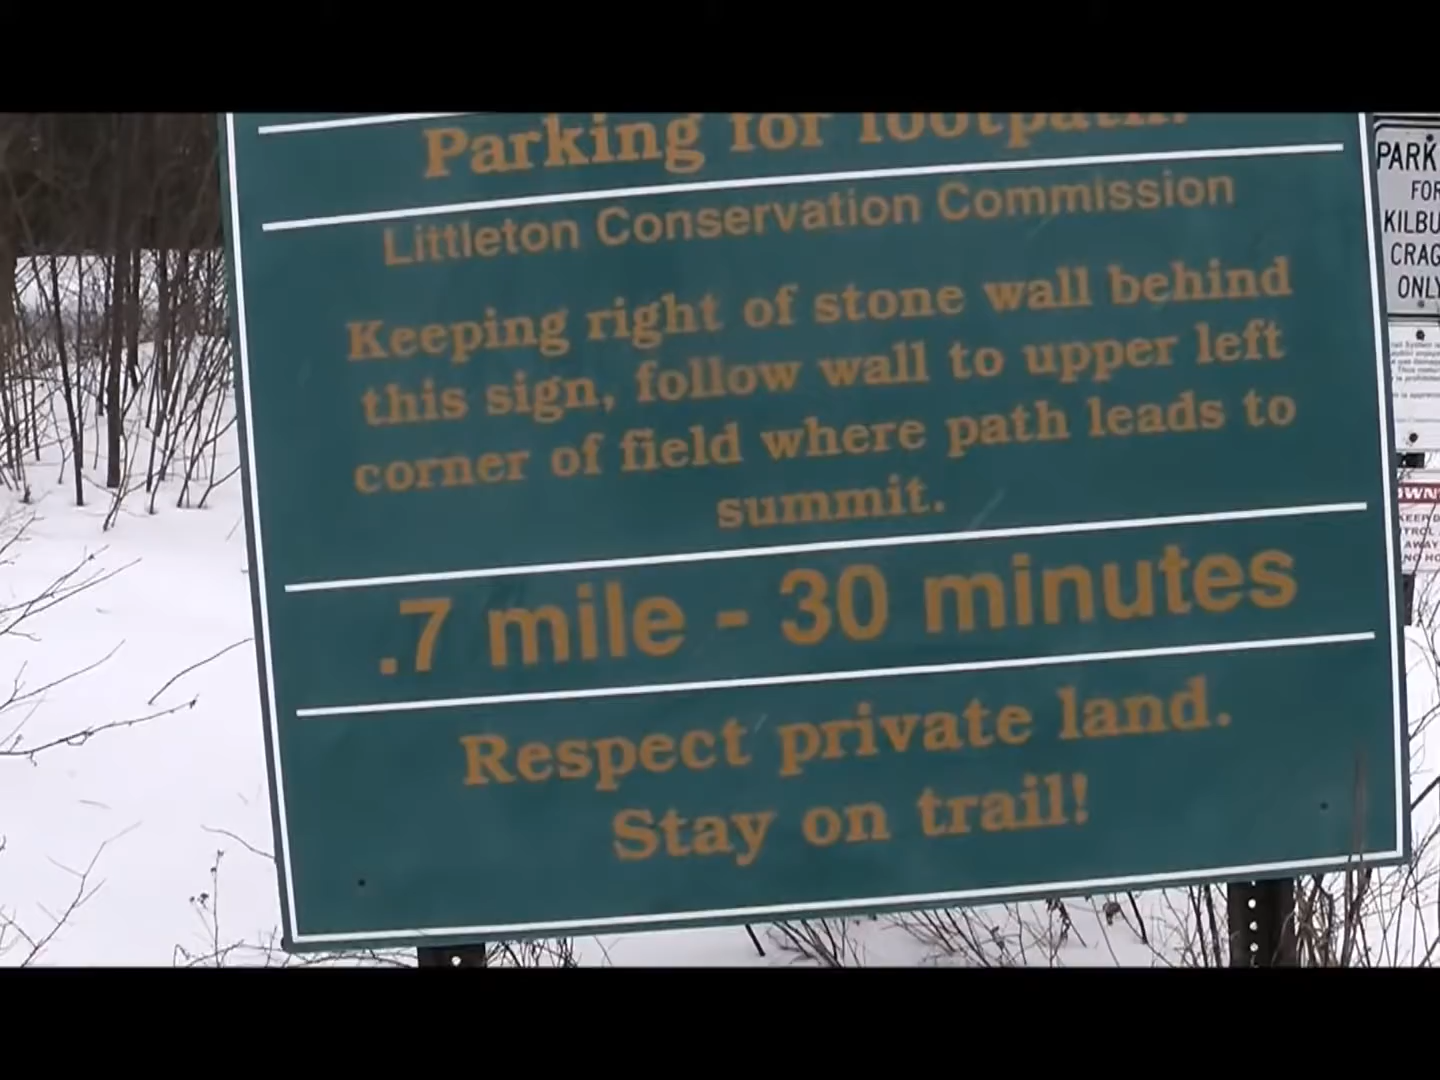 Parking for footpath.
Littleton Conservation Commission
Keeping right of stone wall behind
this sign, follow wall to upper left
corner of field where path leads to
summit.
.7 mile - 30 minutes
Respect private land.
Stay on trail!
PARK
FOR
KILBU
CRAG
ONLY